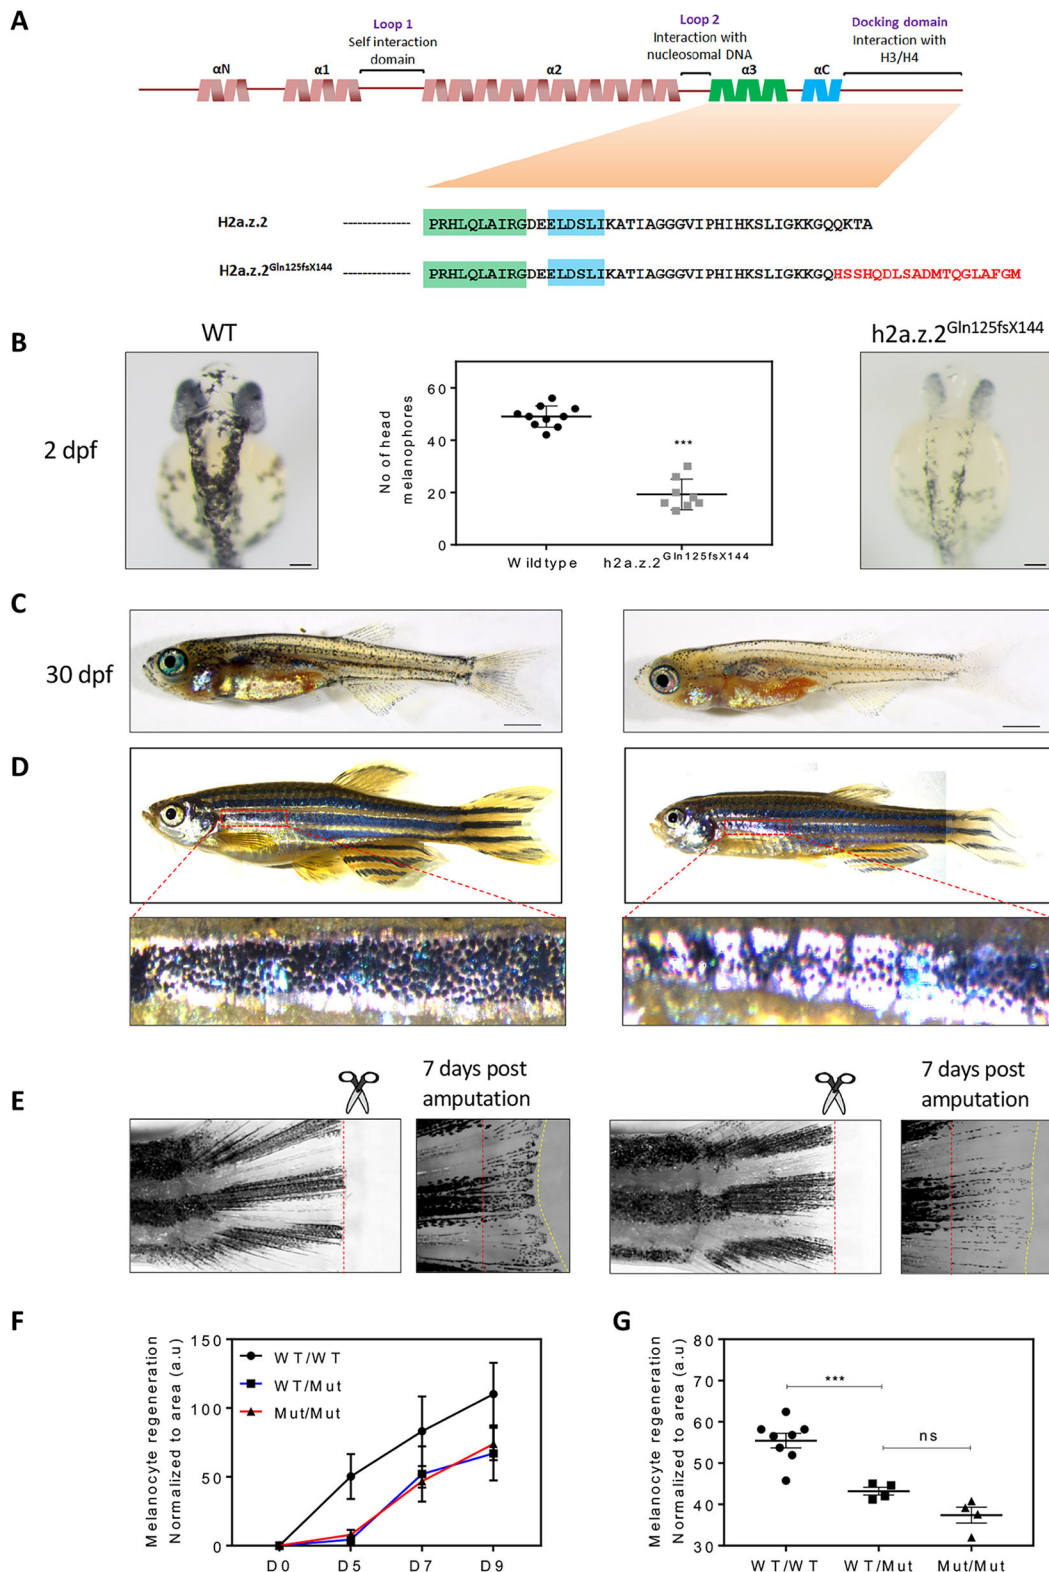 A
Loop 1
Self interaction
domain
Loop 2
Interaction with
nucleosomal DNA
Docking domain
Interaction with
H3/H4
αN
α1
α2
α3
αC
H2a.z.2 -------------- PRHLQLAIRGDEELDSLIKATIAGGGVIPHIHKSLIGKKGQQKTA
H2a.z.2Gln125fsX144 -------------- PRHLQLAIRGDEELDSLIKATIAGGGVIPHIHKSLIGKKGQHSSHQDLSADMTQGLAFGM
B
WT
h2a.z.2Gln125fsX144
2 dpf
No of head
melanophores
60
40
20
0
***
Wildtype
h2a.z.2Gln125fsX144
C
30 dpf
D
E
7 days post
amputation
7 days post
amputation
F
Melanocyte regeneration
Normalized to area (a.u)
150
100
50
0
WT/WT
WT/Mut
Mut/Mut
D0
D5
D7
D9
G
Melanocyte regeneration
Normalized to area (a.u)
80
70
60
50
40
30
***
ns
WT/WT
WT/Mut
Mut/Mut